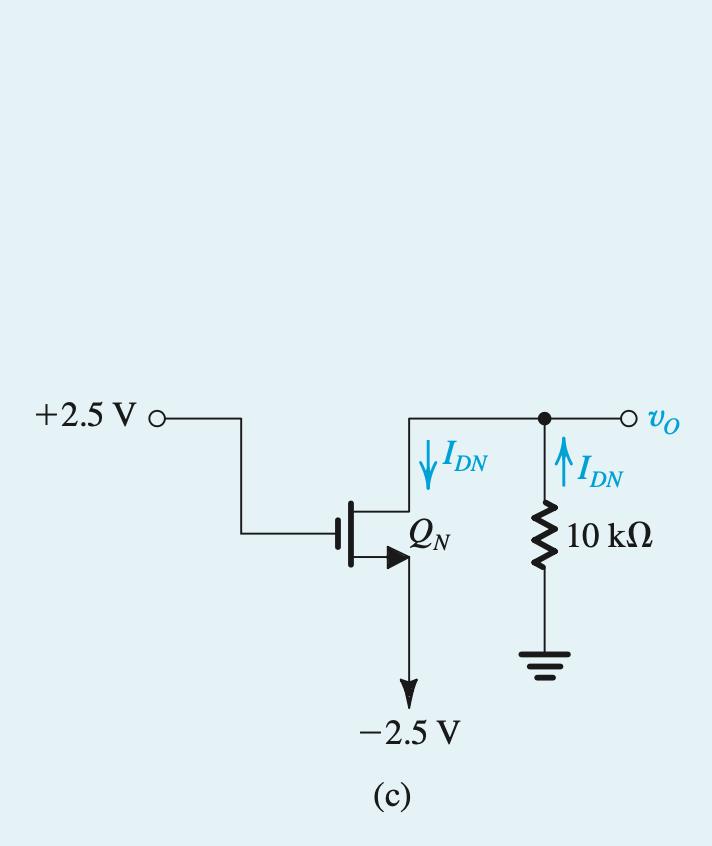 +2.5 V
v_O
I_DN
I_DN
Q_N
10 kΩ
−2.5 V
(c)